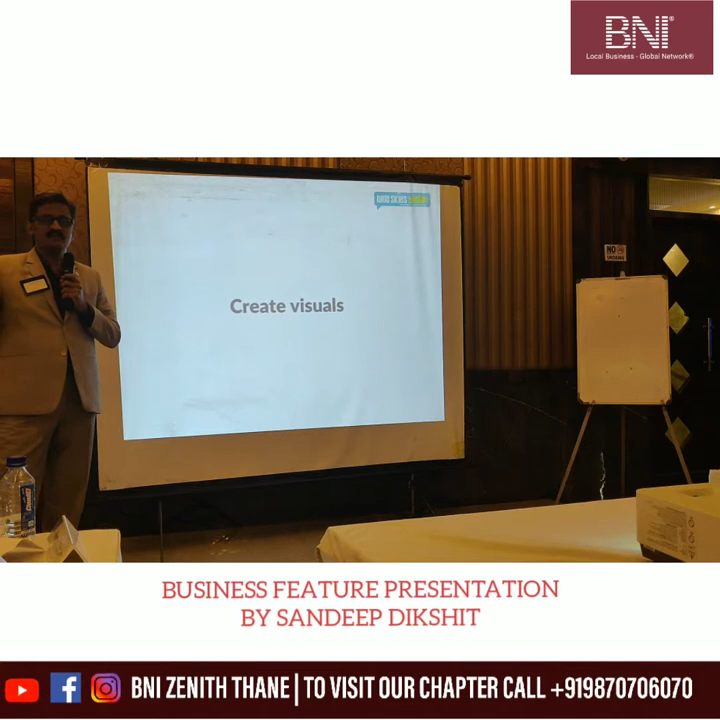 BNI®
Local Business - Global Network®
Create visuals
NO
SMOKING
BUSINESS FEATURE PRESENTATION
BY SANDEEP DIKSHIT
BNI ZENITH THANE | TO VISIT OUR CHAPTER CALL +919870706070